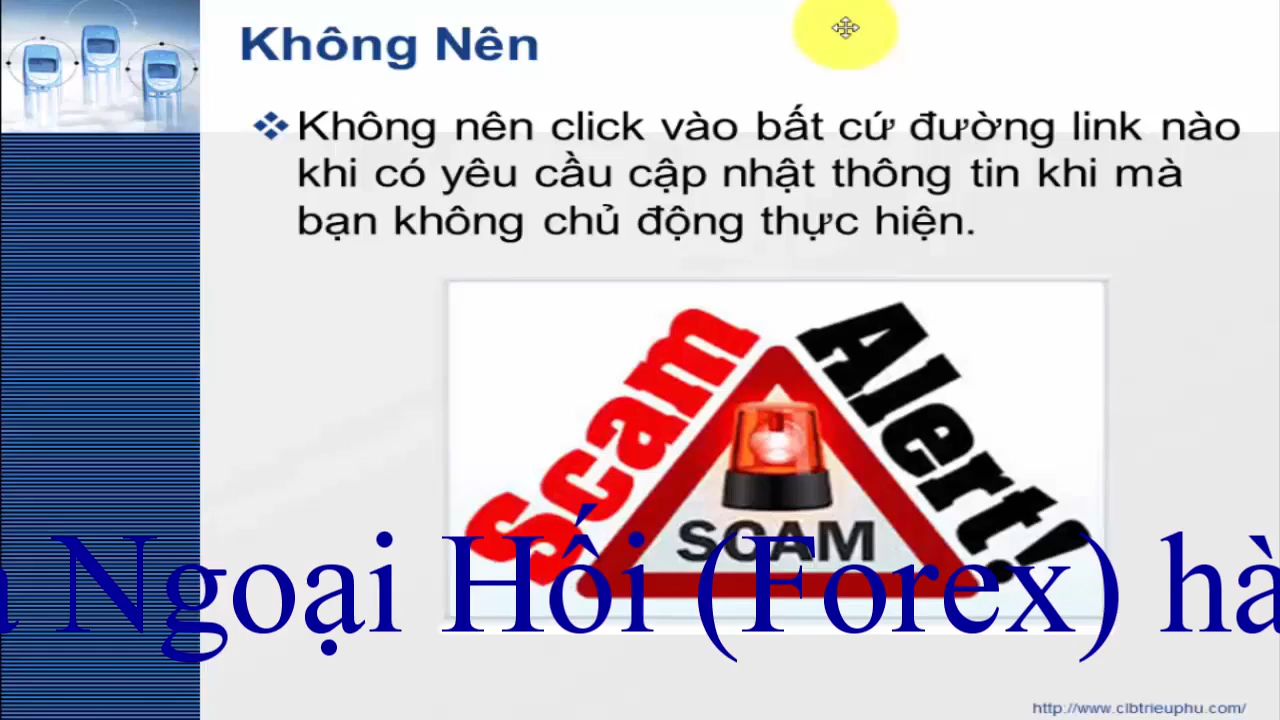 Không Nên
Không nên click vào bất cứ đường link nào
khi có yêu cầu cập nhật thông tin khi mà
bạn không chủ động thực hiện.
Scam Alert!
SCAM
Ngoại Hối (Forex)
http://www.clbtrieuphu.com/